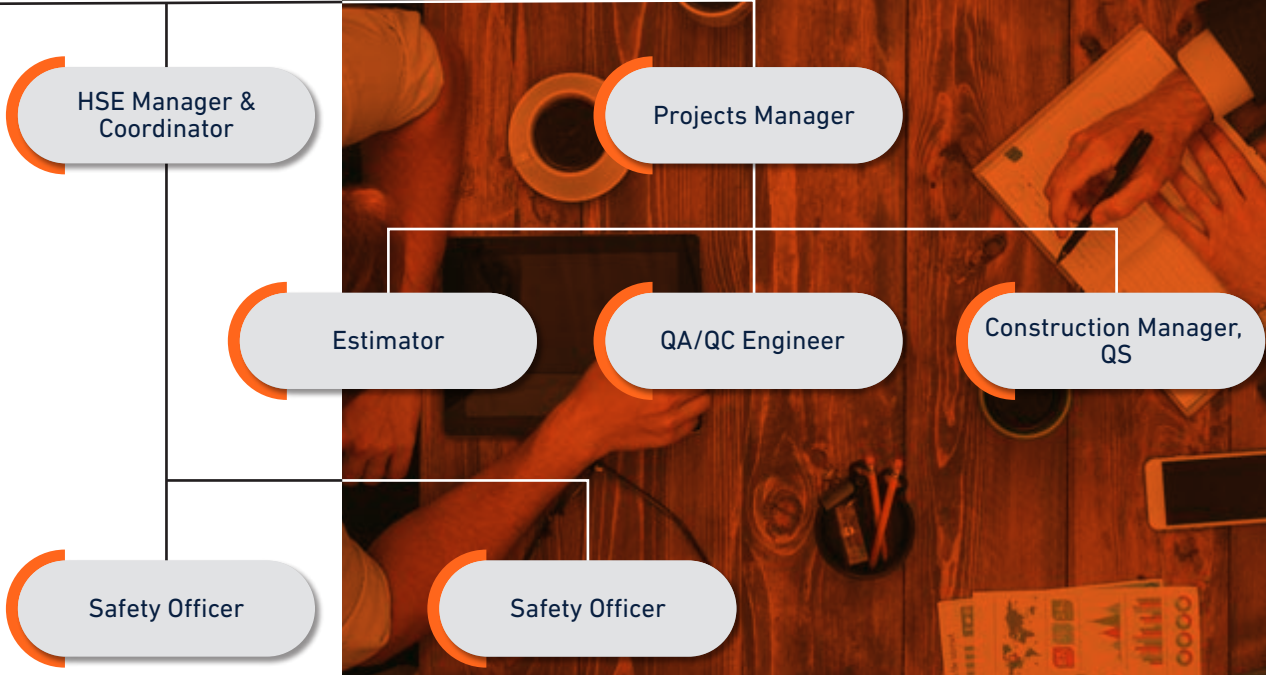 HSE Manager &
Coordinator
Projects Manager
Estimator
QA/QC Engineer
Construction Manager,
QS
Safety Officer
Safety Officer